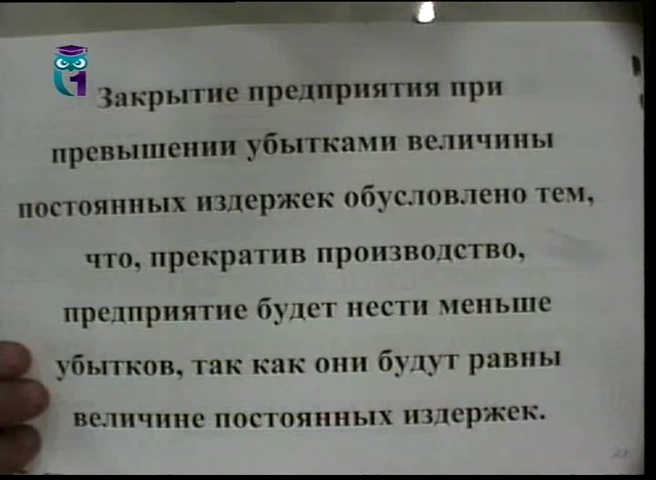 1
Закрытие предприятия при
превышении убытками величины
постоянных издержек обусловлено тем,
что, прекратив производство,
предприятие будет нести меньше
убытков, так как они будут равны
величине постоянных издержек.